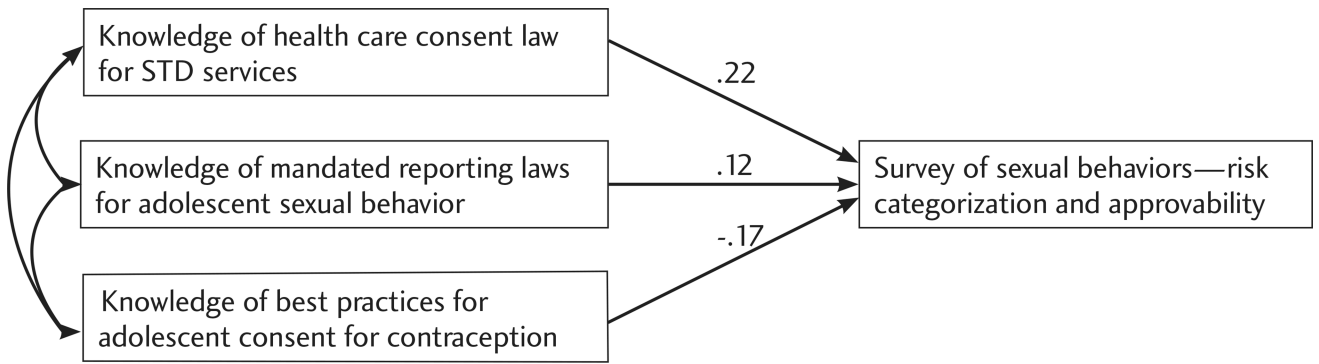 Knowledge of health care consent law
for STD services
.22
Knowledge of mandated reporting laws
for adolescent sexual behavior
.12
Survey of sexual behaviors—risk
categorization and approvability
-.17
Knowledge of best practices for
adolescent consent for contraception